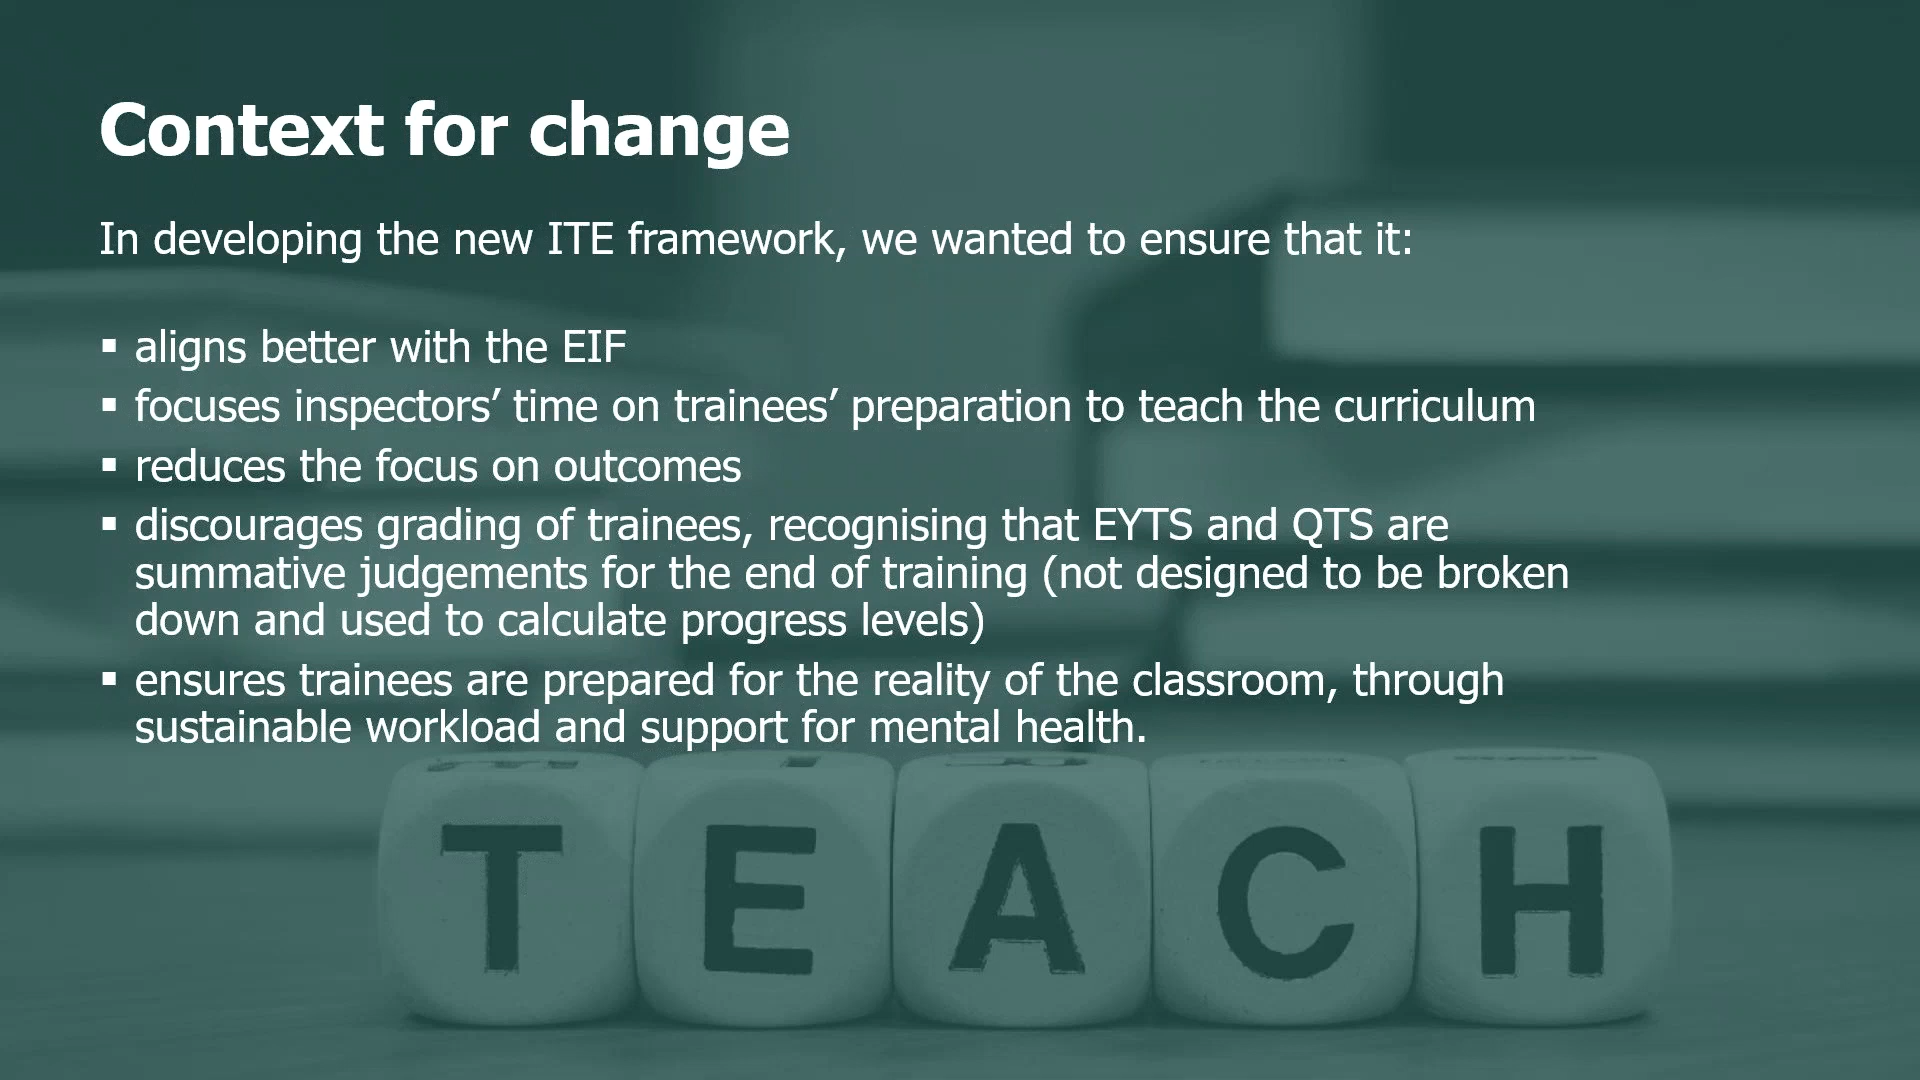 Context for change
In developing the new ITE framework, we wanted to ensure that it:
▪ aligns better with the EIF
▪ focuses inspectors’ time on trainees’ preparation to teach the curriculum
▪ reduces the focus on outcomes
▪ discourages grading of trainees, recognising that EYTS and QTS are
summative judgements for the end of training (not designed to be broken
down and used to calculate progress levels)
▪ ensures trainees are prepared for the reality of the classroom, through
sustainable workload and support for mental health.
TEACH